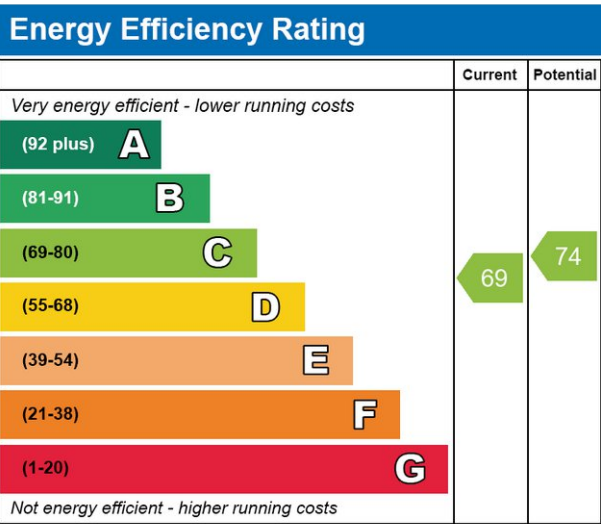 Energy Efficiency Rating
Current Potential
Very energy efficient - lower running costs
(92 plus) A
(81-91) B
(69-80) C
(55-68) D
(39-54) E
(21-38) F
(1-20) G
69
74
Not energy efficient - higher running costs